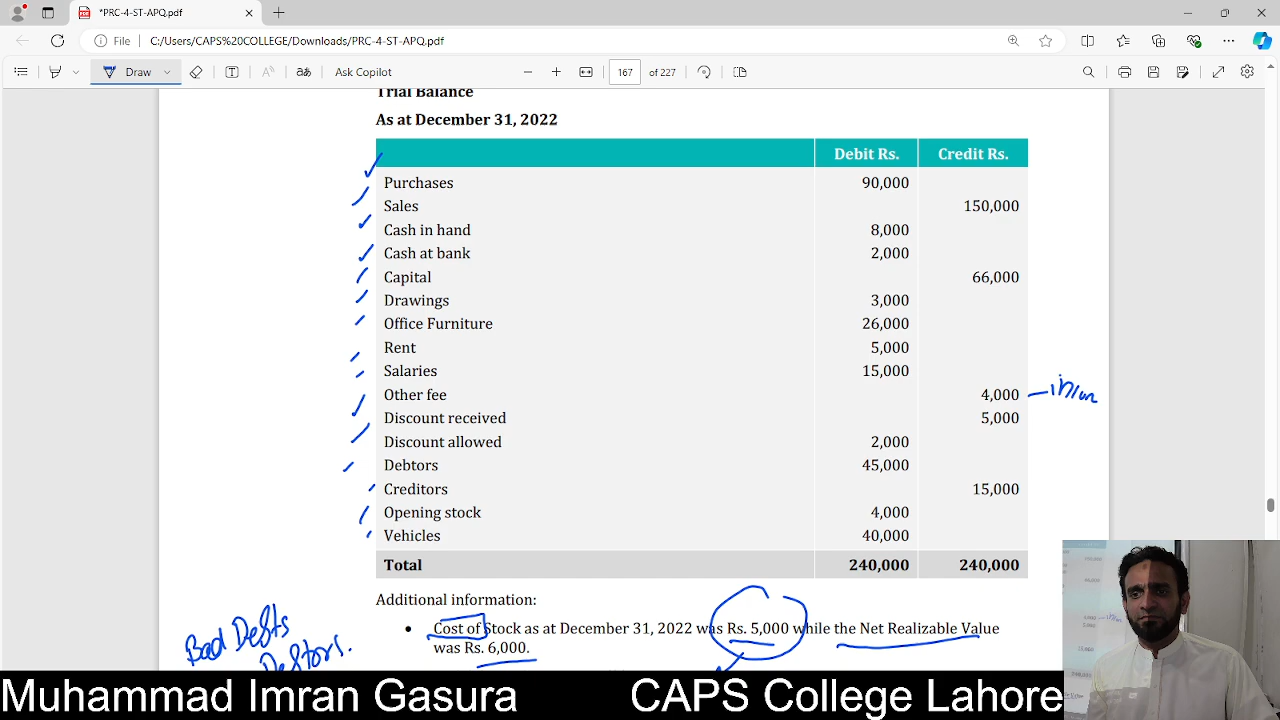 *PRC-4-ST-APQ.pdf
File C:/Users/CAPS%20COLLEGE/Downloads/PRC-4-ST-APQ.pdf
Draw Ask Copilot 167 of 227
Trial Balance
As at December 31, 2022
Debit Rs. Credit Rs.
Purchases 90,000
Sales 150,000
Cash in hand 8,000
Cash at bank 2,000
Capital 66,000
Drawings 3,000
Office Furniture 26,000
Rent 5,000
Salaries 15,000
Other fee 4,000
Discount received 5,000
Discount allowed 2,000
Debtors 45,000
Creditors 15,000
Opening stock 4,000
Vehicles 40,000
Total 240,000 240,000
Additional information:
• Cost of Stock as at December 31, 2022 was Rs. 5,000 while the Net Realizable Value
was Rs. 6,000.
Bad Debts
Debtors.
Muhammad Imran Gasura CAPS College Lahore